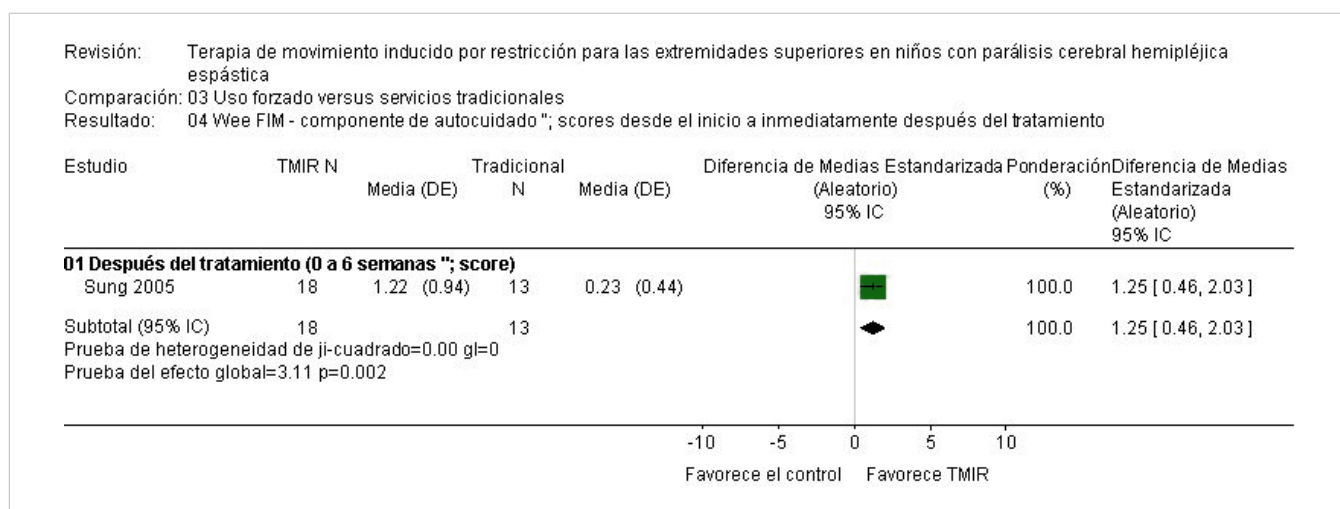 Revisión: Terapia de movimiento inducido por restricción para las extremidades superiores en niños con parálisis cerebral hemipléjica
espástica
Comparación: 03 Uso forzado versus servicios tradicionales
Resultado: 04 Wee FIM - componente de autocuidado "; scores desde el inicio a inmediatamente después del tratamiento
Estudio TMIR N Tradicional Diferencia de Medias Estandarizada Ponderación Diferencia de Medias
Media (DE) N Media (DE) (Aleatorio) (%) Estandarizada
95% IC (Aleatorio)
95% IC
01 Después del tratamiento (0 a 6 semanas "; score)
Sung 2005 18 1.22 (0.94) 13 0.23 (0.44) 100.0 1.25 [ 0.46, 2.03 ]
Subtotal (95% IC) 18 13 100.0 1.25 [ 0.46, 2.03 ]
Prueba de heterogeneidad de ji-cuadrado=0.00 gl=0
Prueba del efecto global=3.11 p=0.002
-10 -5 0 5 10
Favorece el control Favorece TMIR